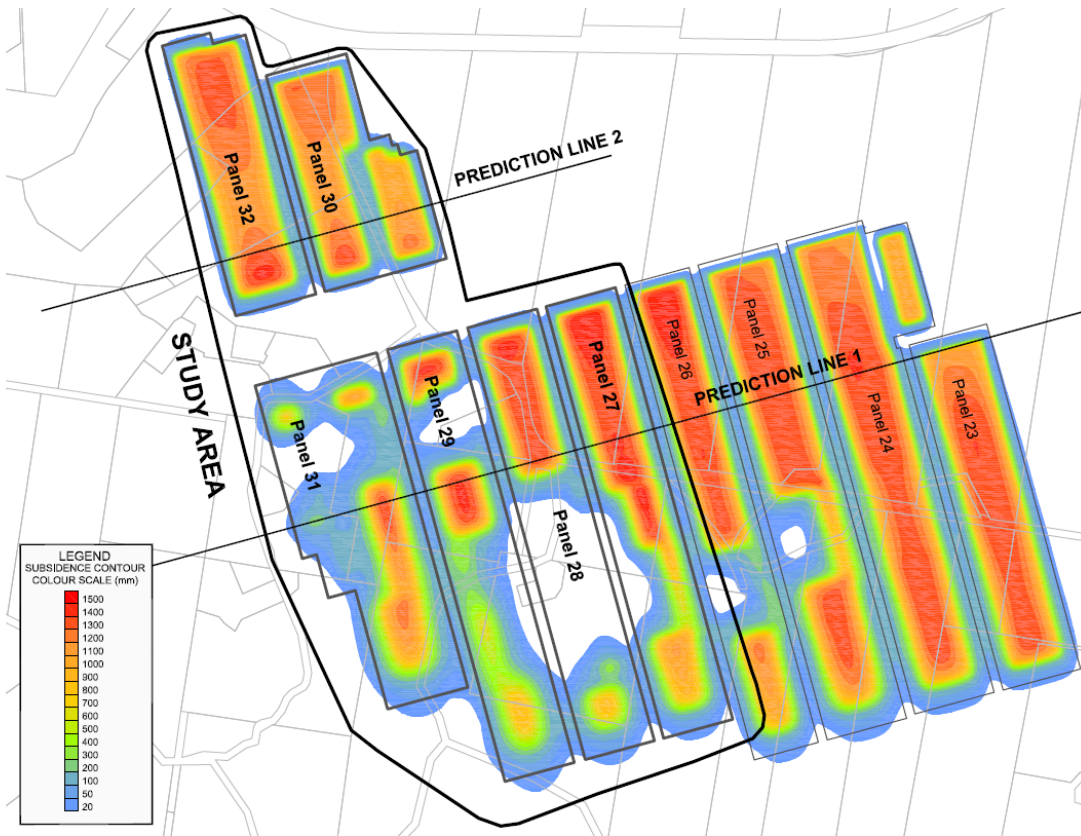 PREDICTION LINE 2
Panel 32
Panel 30
STUDY AREA
Panel 31
Panel 29
Panel 28
Panel 27
Panel 26
Panel 25
PREDICTION LINE 1
Panel 24
Panel 23
LEGEND
SUBSIDENCE CONTOUR
COLOUR SCALE (mm)
1500
1400
1300
1200
1100
1000
900
800
700
600
500
400
300
200
100
50
20